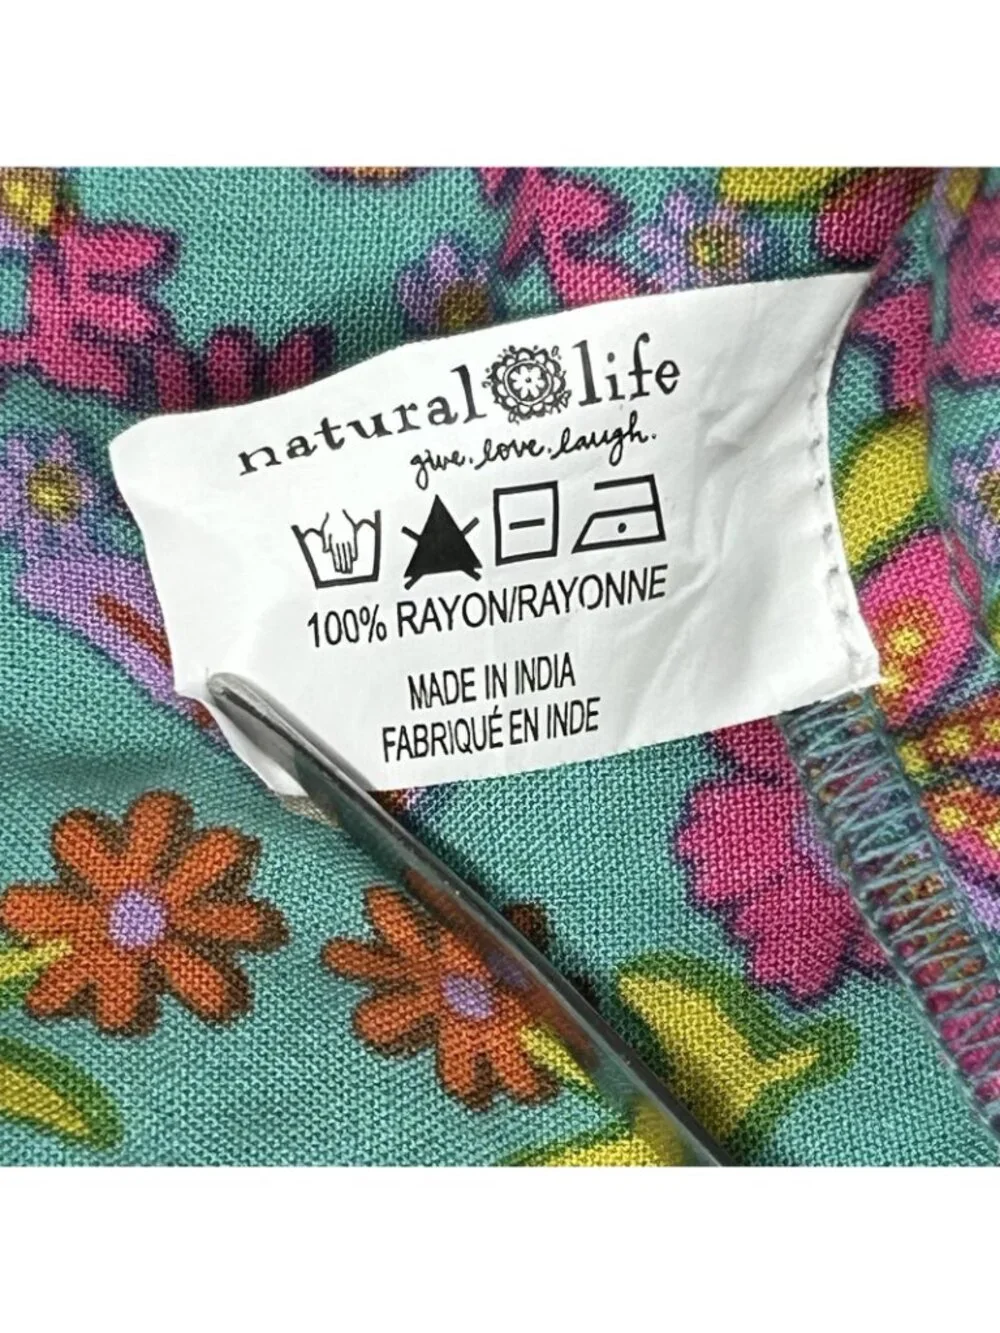 natural life
give.love.laugh.
100% RAYON/RAYONNE
MADE IN INDIA
FABRIQUÉ EN INDE